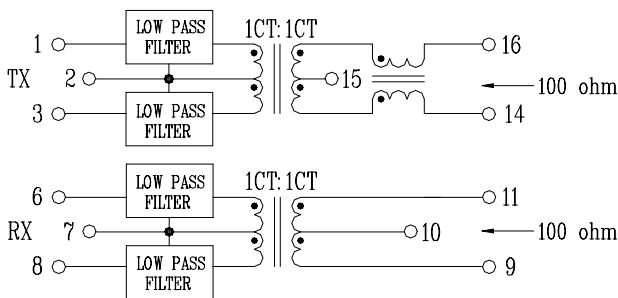 LOW PASS
FILTER
1CT:1CT
1
16
TX
2
15
100 ohm
3
LOW PASS
FILTER
14
LOW PASS
FILTER
1CT:1CT
6
11
RX
7
10
100 ohm
8
LOW PASS
FILTER
9